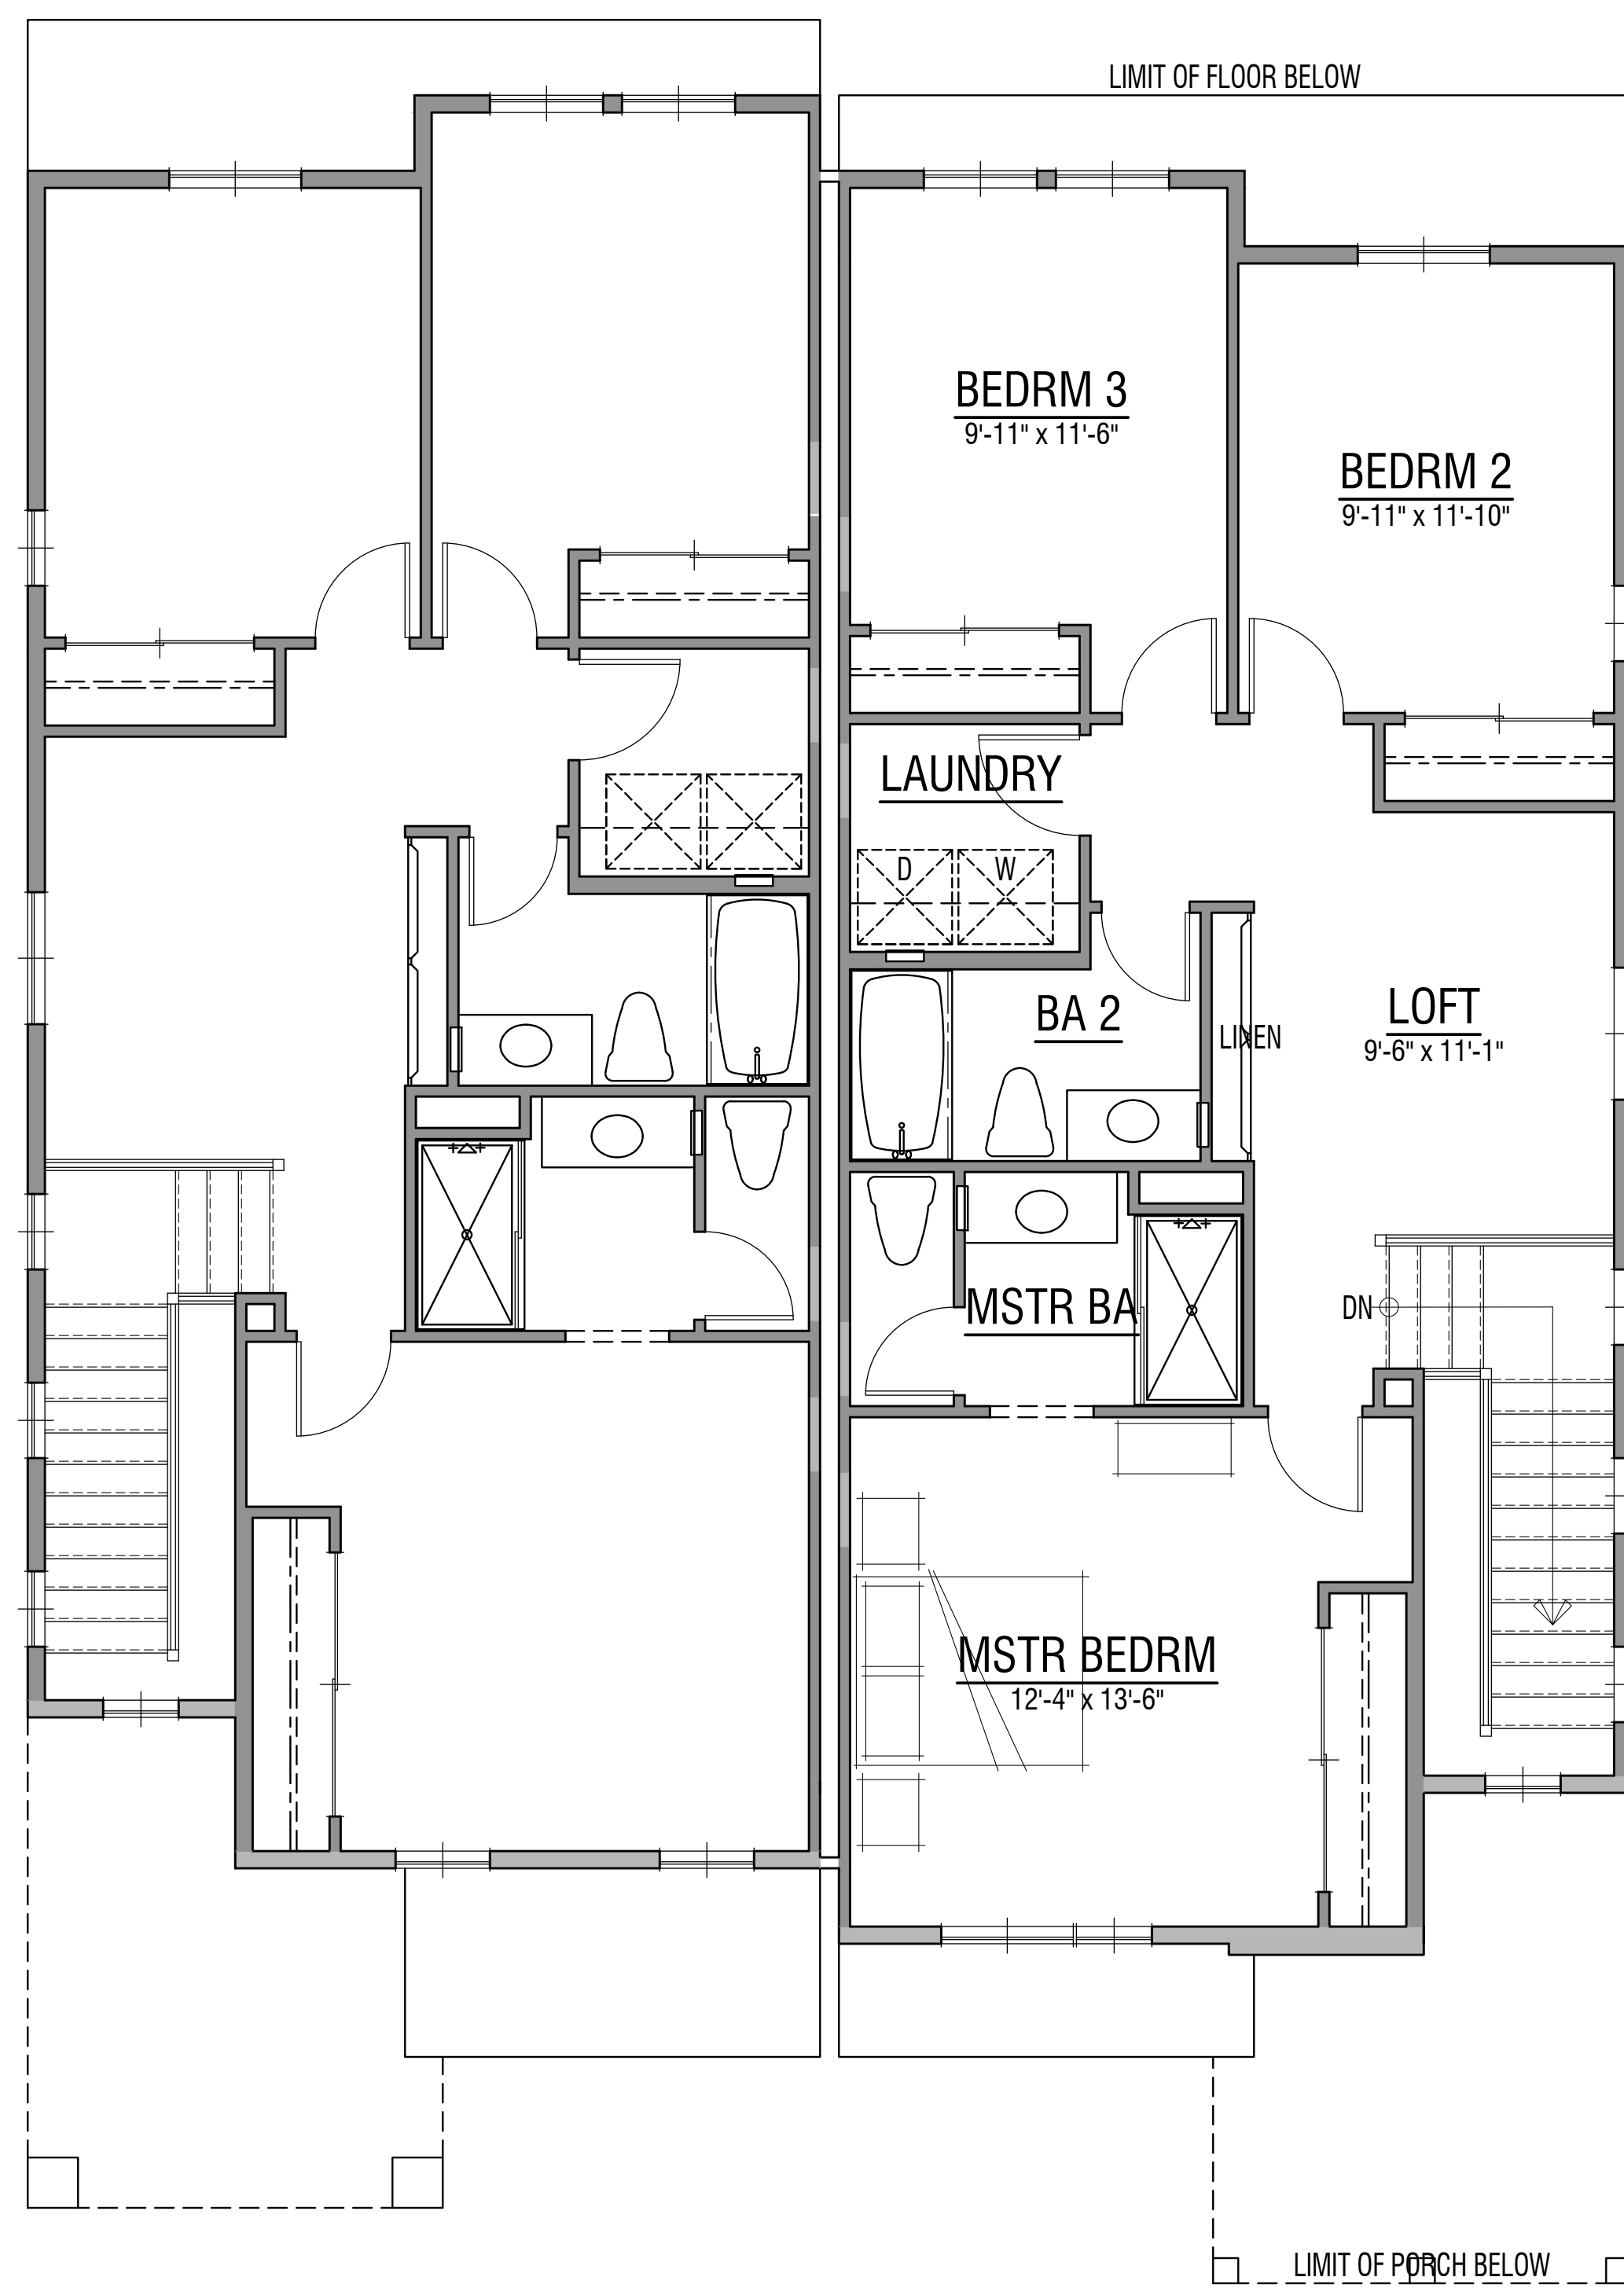 LIMIT OF FLOOR BELOW
BEDRM 3
9'-11" x 11'-6"
BEDRM 2
9'-11" x 11'-10"
LAUNDRY
D
W
BA 2
LINEN
LOFT
9'-6" x 11'-1"
MSTR BA
DN
MSTR BEDRM
12'-4" x 13'-6"
LIMIT OF PORCH BELOW